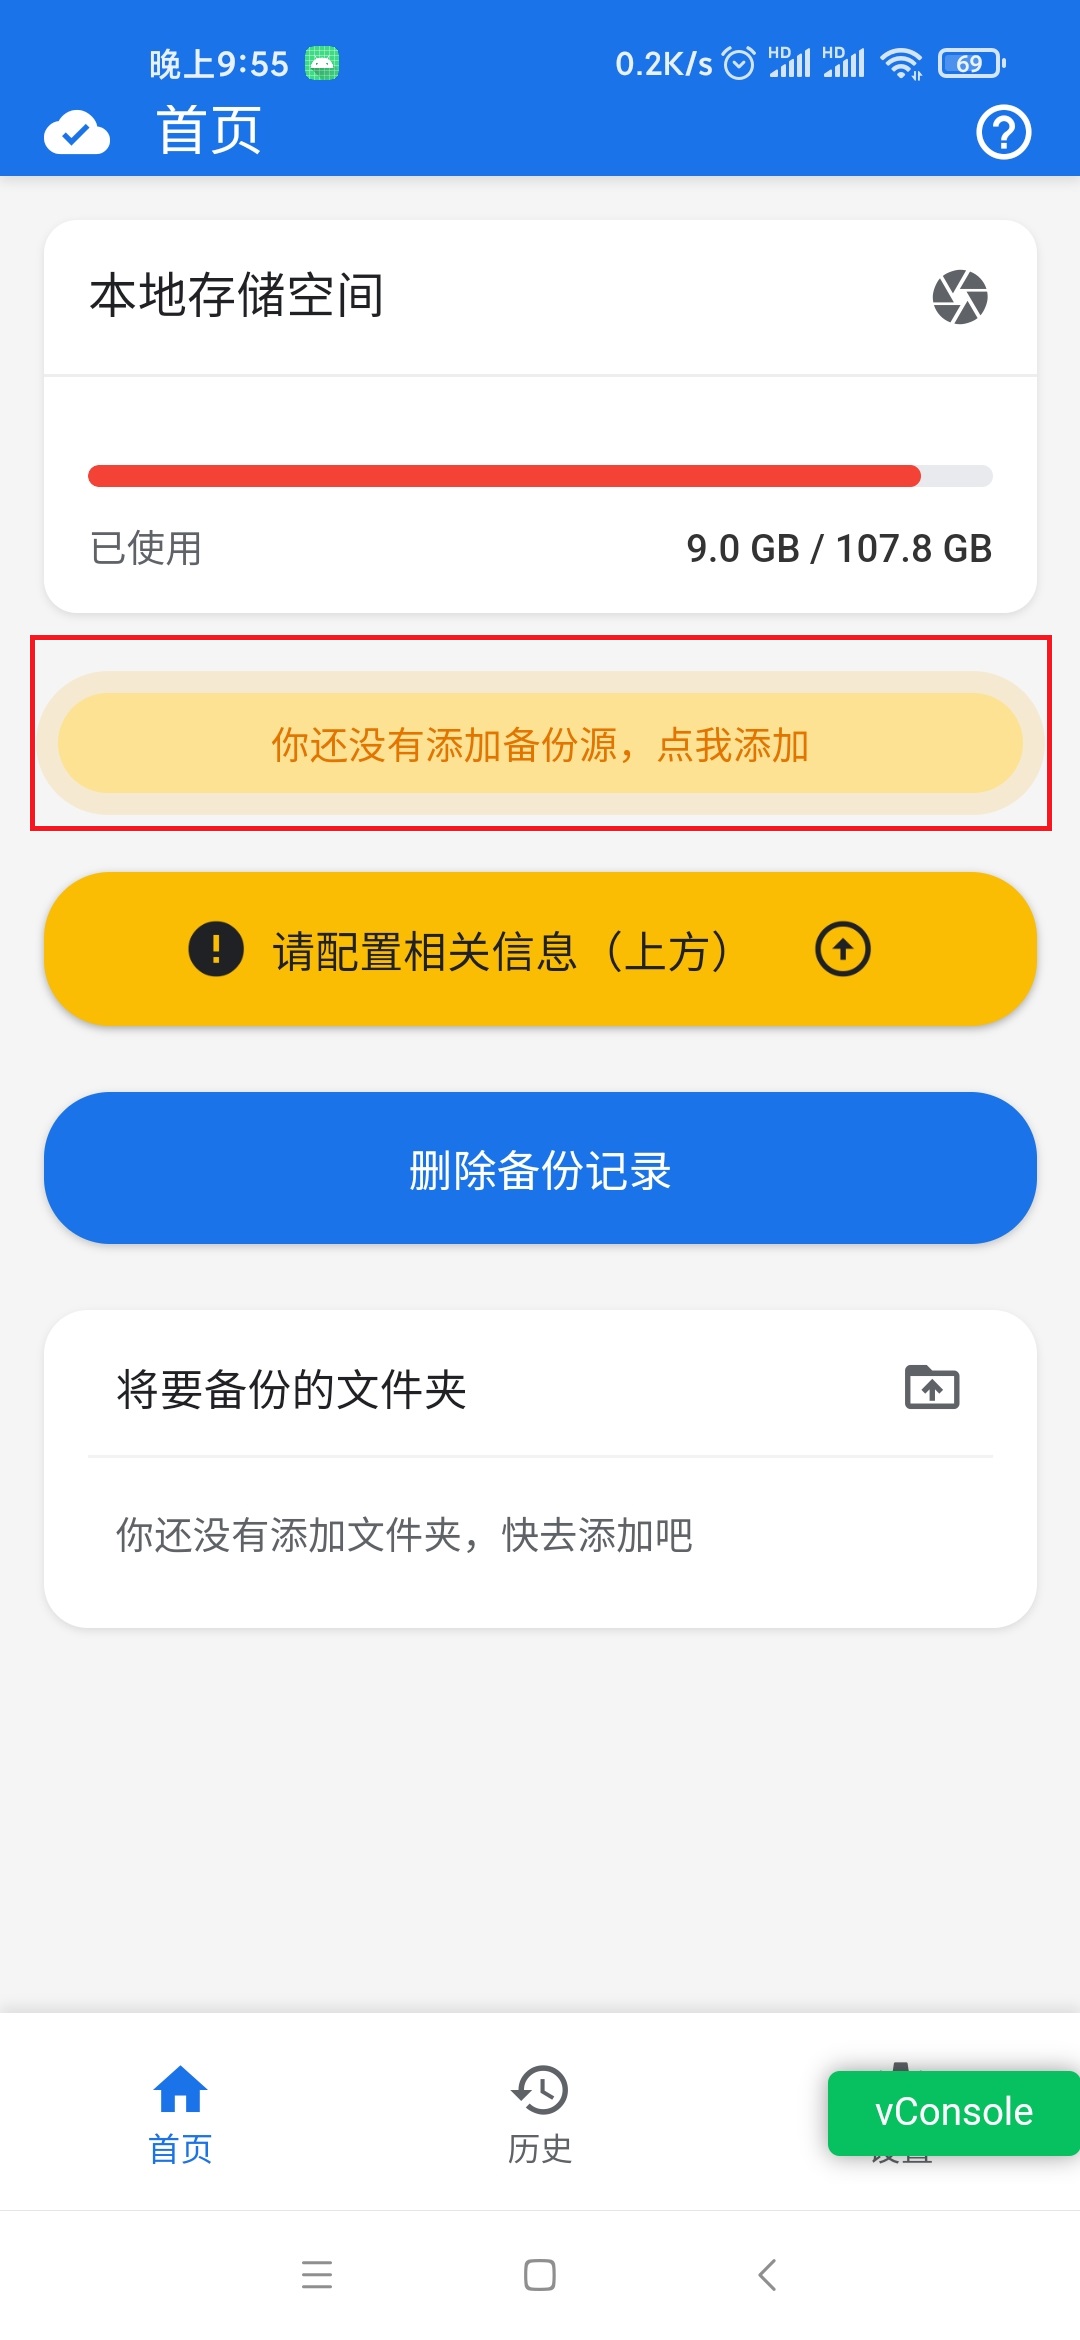 晚上9:55
0.2K/s HD HD 69
首页
本地存储空间
已使用
9.0 GB / 107.8 GB
你还没有添加备份源，点我添加
请配置相关信息（上方）
删除备份记录
将要备份的文件夹
你还没有添加文件夹，快去添加吧
vConsole
首页
历史